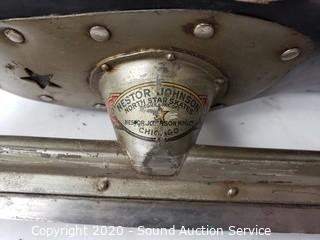 NESTOR JOHNSON
NORTH STAR SKATES
NESTOR JOHNSON MFG. CO.
CHICAGO
Copyright © 2020 - Sound Auction Service